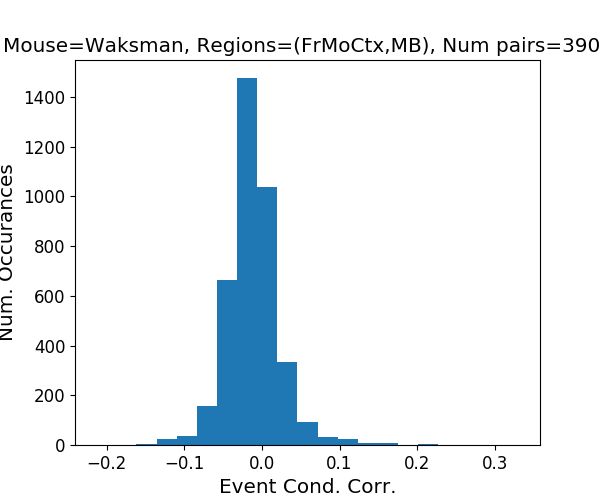 Mouse=Waksman, Regions=(FrMoCtx,MB), Num pairs=390
Num. Occurances
1400
1200
1000
800
600
400
200
0
−0.2 −0.1 0.0 0.1 0.2 0.3
Event Cond. Corr.